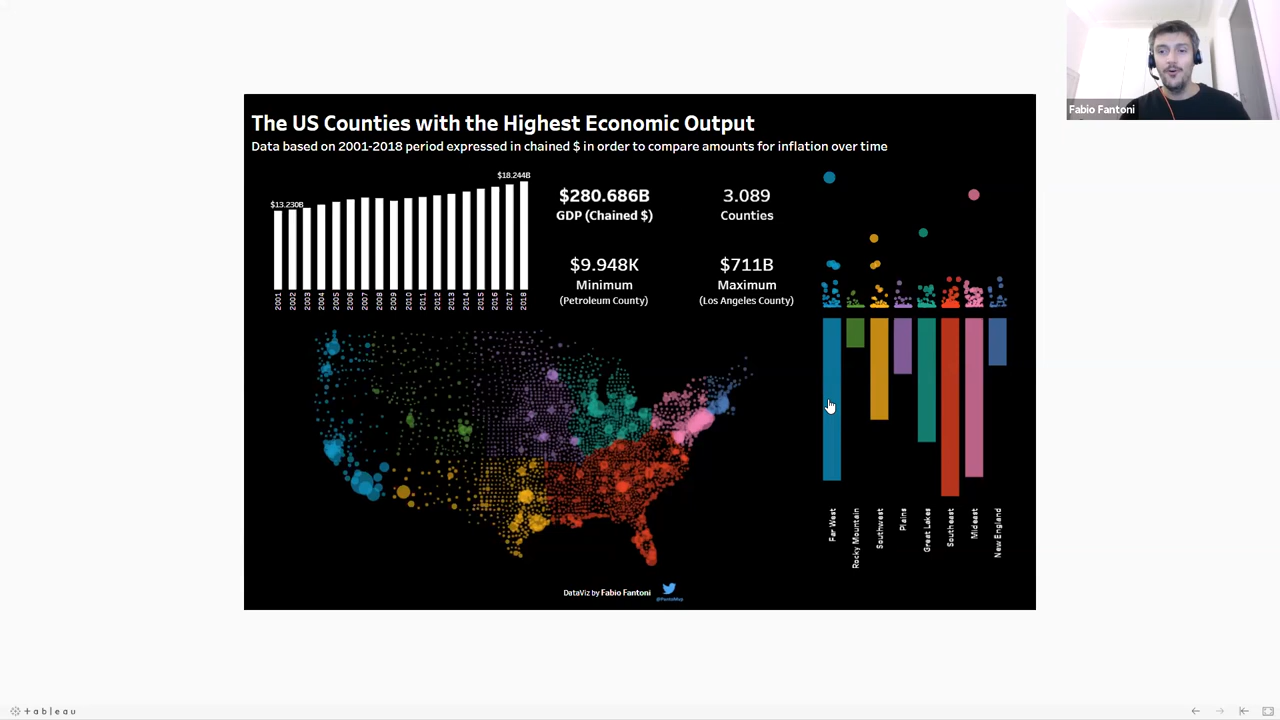 Fabio Fantoni
The US Counties with the Highest Economic Output
Data based on 2001-2018 period expressed in chained $ in order to compare amounts for inflation over time
$13.230B
$18.244B
2001
2002
2003
2004
2005
2006
2007
2008
2009
2010
2011
2012
2013
2014
2015
2016
2017
2018
$280.686B
GDP (Chained $)
3.089
Counties
$9.948K
Minimum
(Petroleum County)
$711B
Maximum
(Los Angeles County)
Far West
Rocky Mountain
Southwest
Plains
Great Lakes
Southeast
Mideast
New England
DataViz by Fabio Fantoni
+ a b | e a u